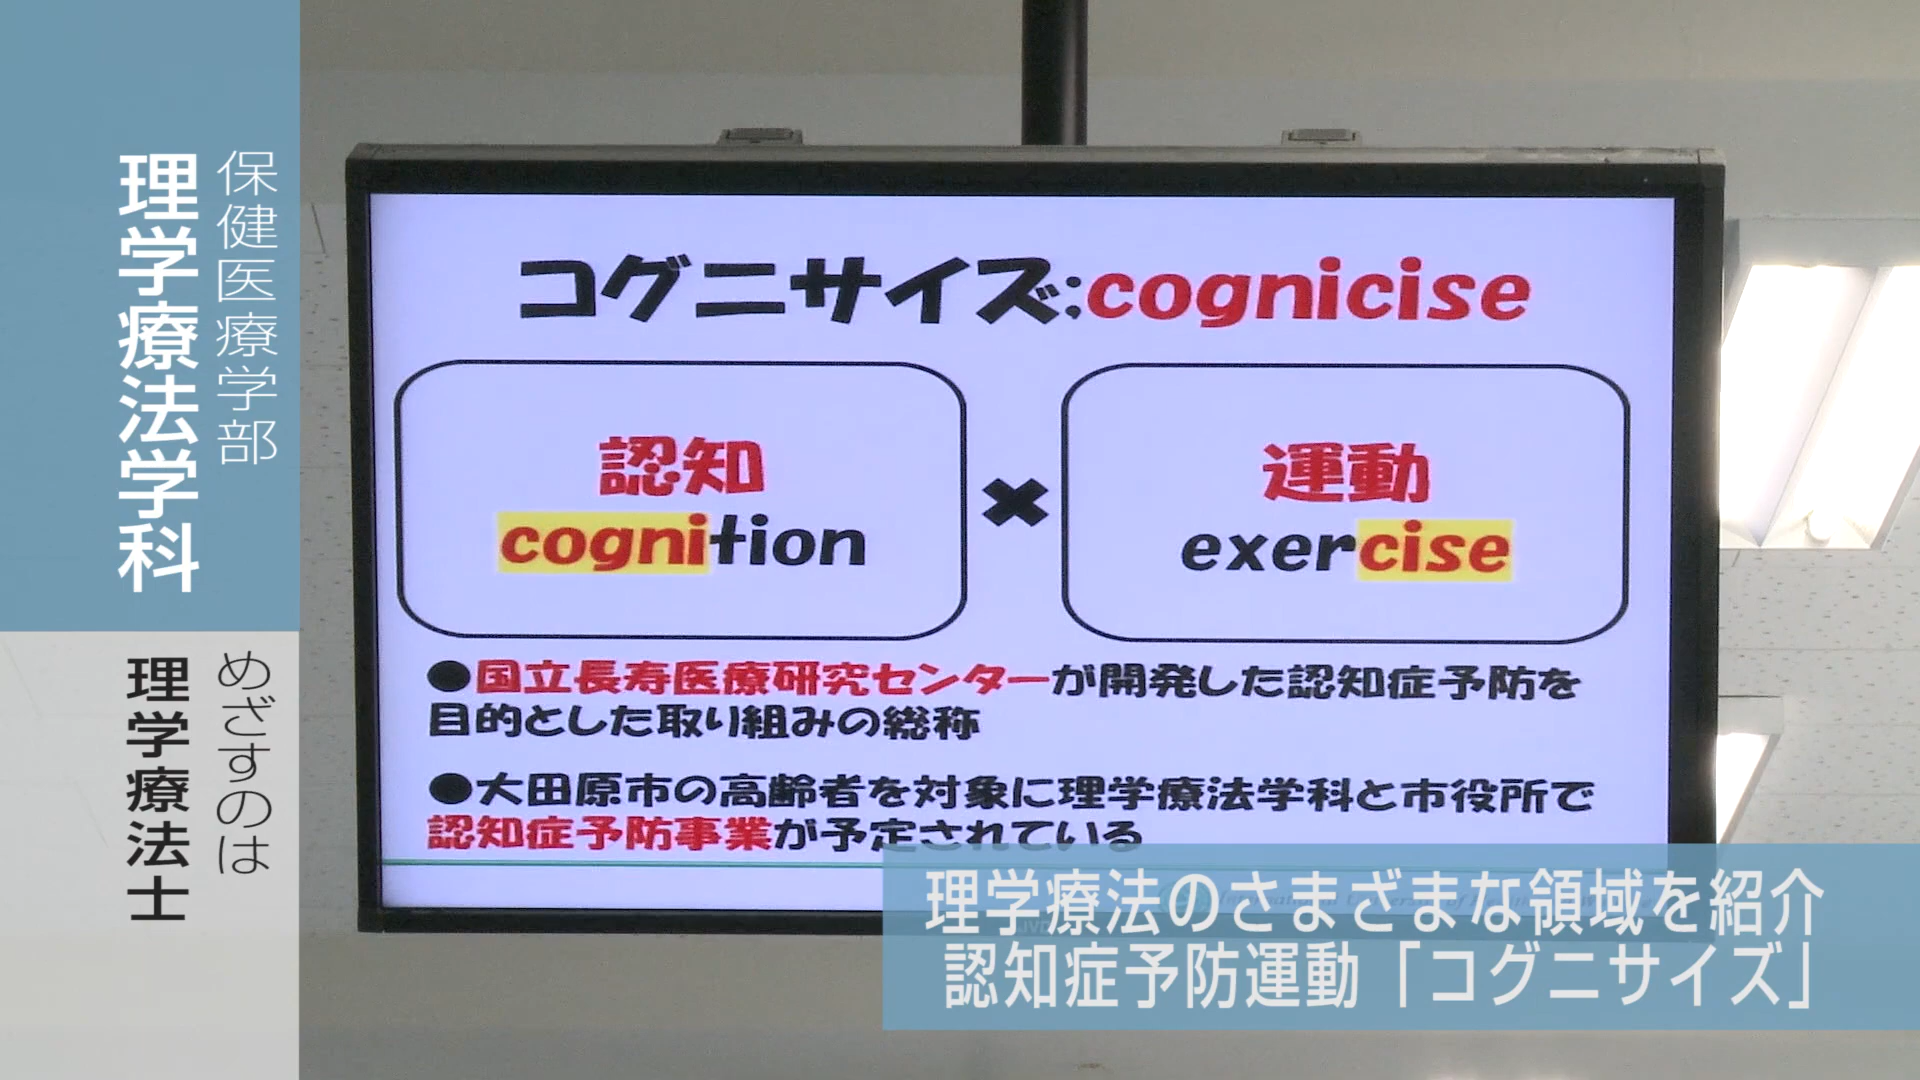 保健医療学部
理学療法学科
めざすのは
理学療法士
コグニサイズ:cognicise
認知
cognition
×
運動
exercise
●国立長寿医療研究センターが開発した認知症予防を
目的とした取り組みの総称
●大田原市の高齢者を対象に理学療法学科と市役所で
認知症予防事業が予定されている
理学療法のさまざまな領域を紹介
認知症予防運動「コグニサイズ」